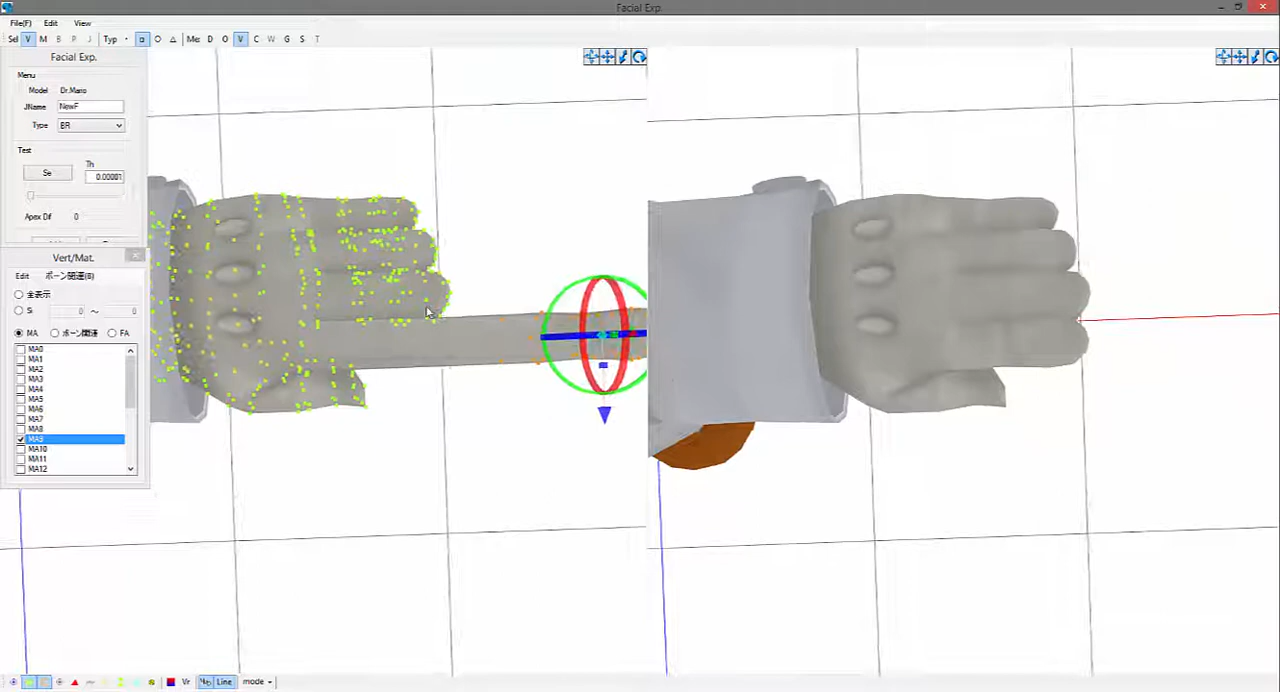 Facial Exp.
File(F) Edit View
Sel V M B P J Typ Me: D O V C W G S T
Facial Exp.
Menu
Model Dr.Mario
JName NewF
Type BR
Test
Se Th
0.00001
Apex Dif 0
Vert/Mat.
Edit ボーン関連(B)
全表示
Si 0 ～ 0
MA ボーン関連 FA
MA0
MA1
MA2
MA3
MA4
MA5
MA6
MA7
MA8
MA9
MA10
MA11
MA12
Vr Line mode